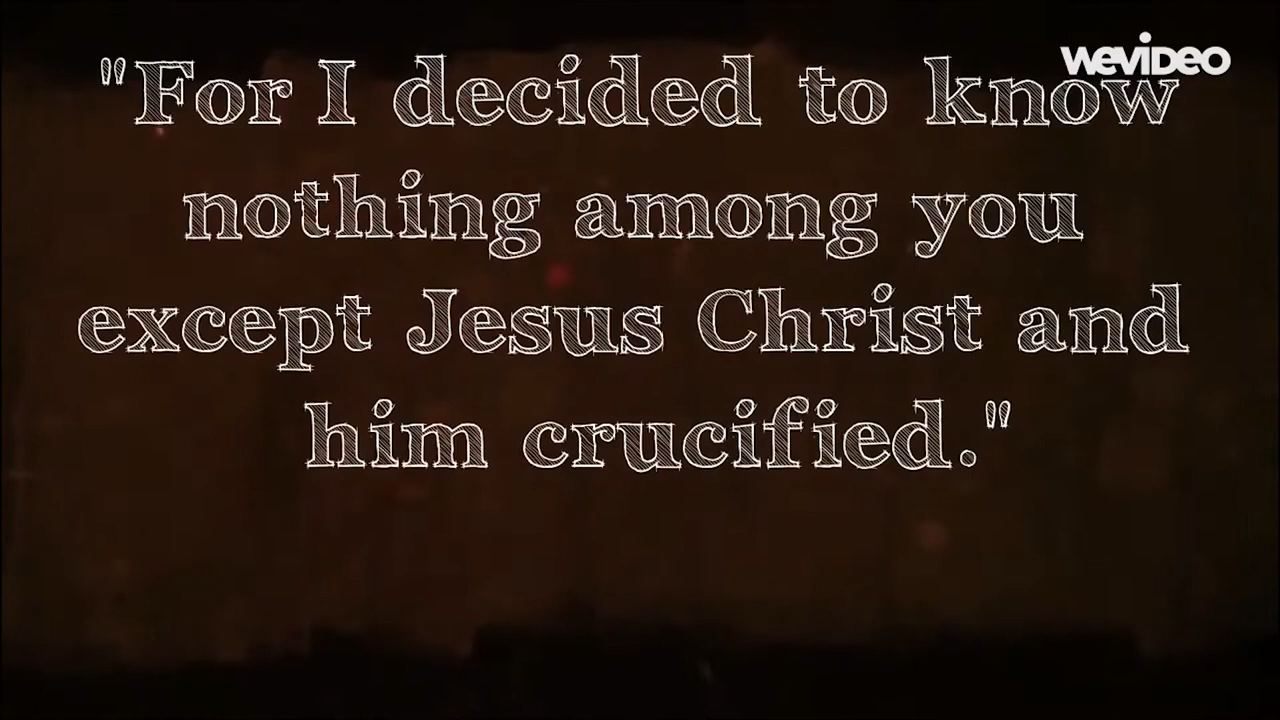 wevideo
"For I decided to know
nothing among you
except Jesus Christ and
him crucified."